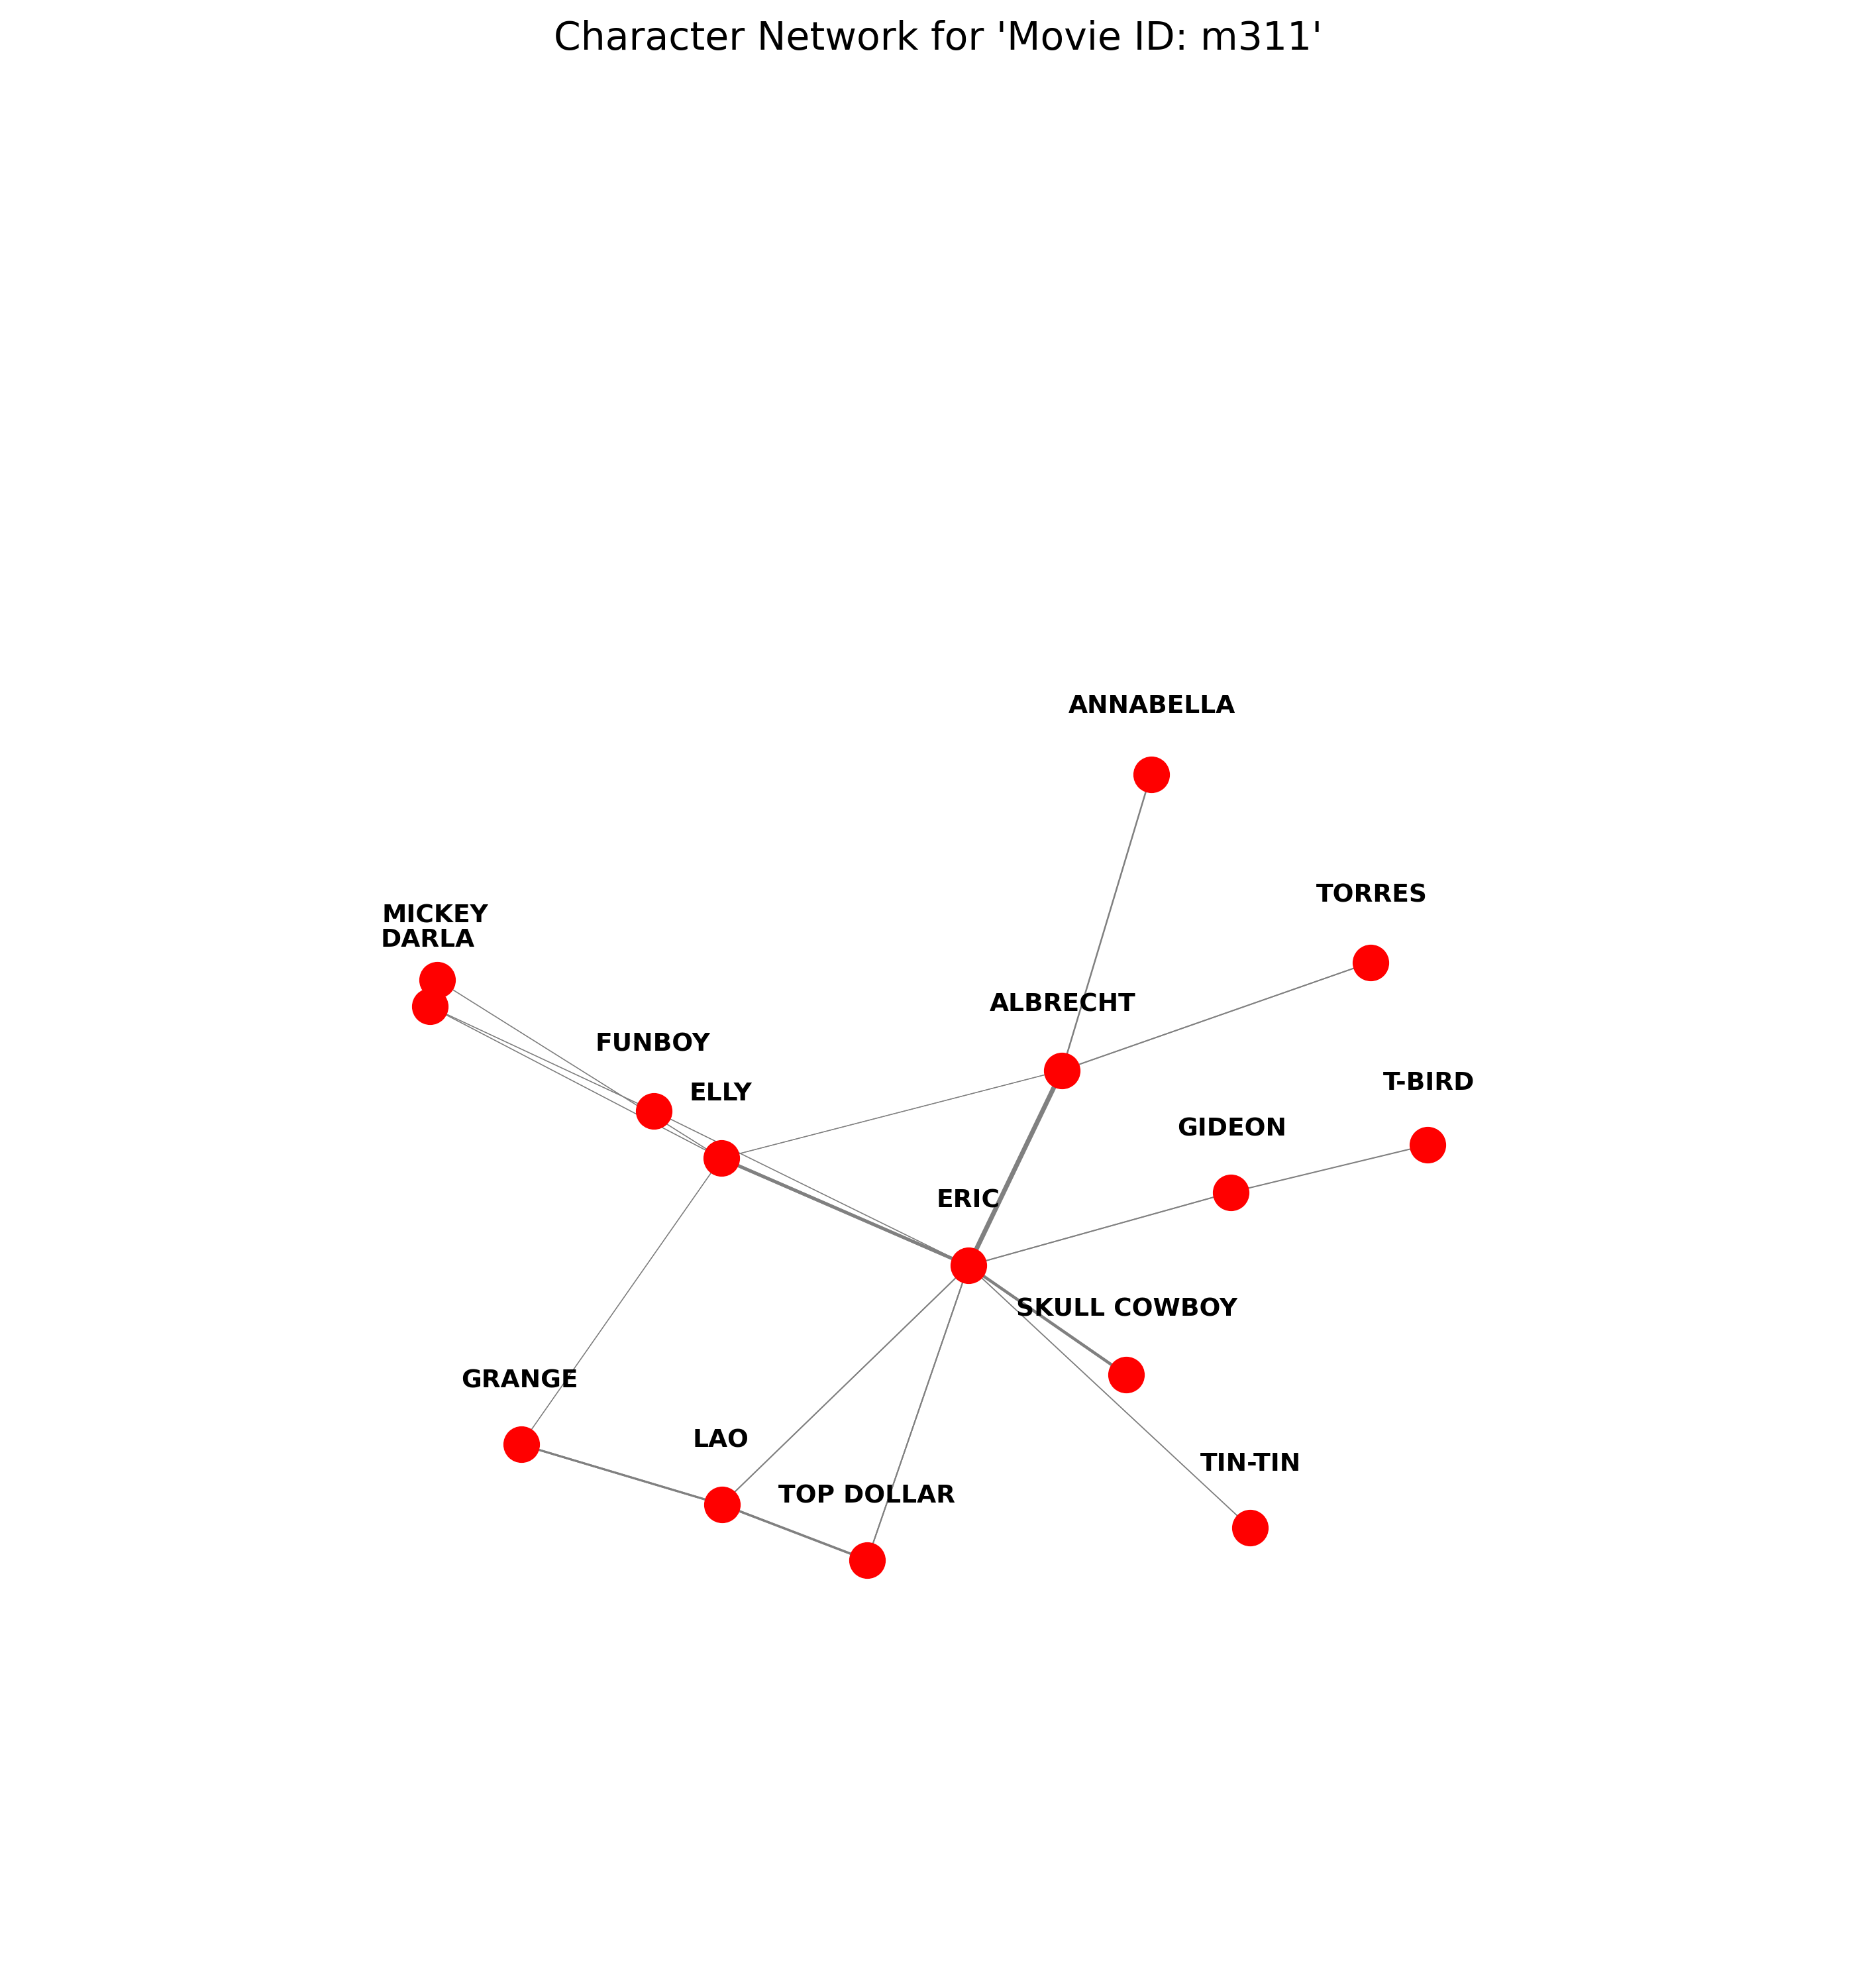 Character Network for 'Movie ID: m311'
ANNABELLA
TORRES
MICKEY
DARLA
ALBRECHT
FUNBOY
T-BIRD
ELLY
GIDEON
ERIC
SKULL COWBOY
GRANGE
LAO
TIN-TIN
TOP DOLLAR